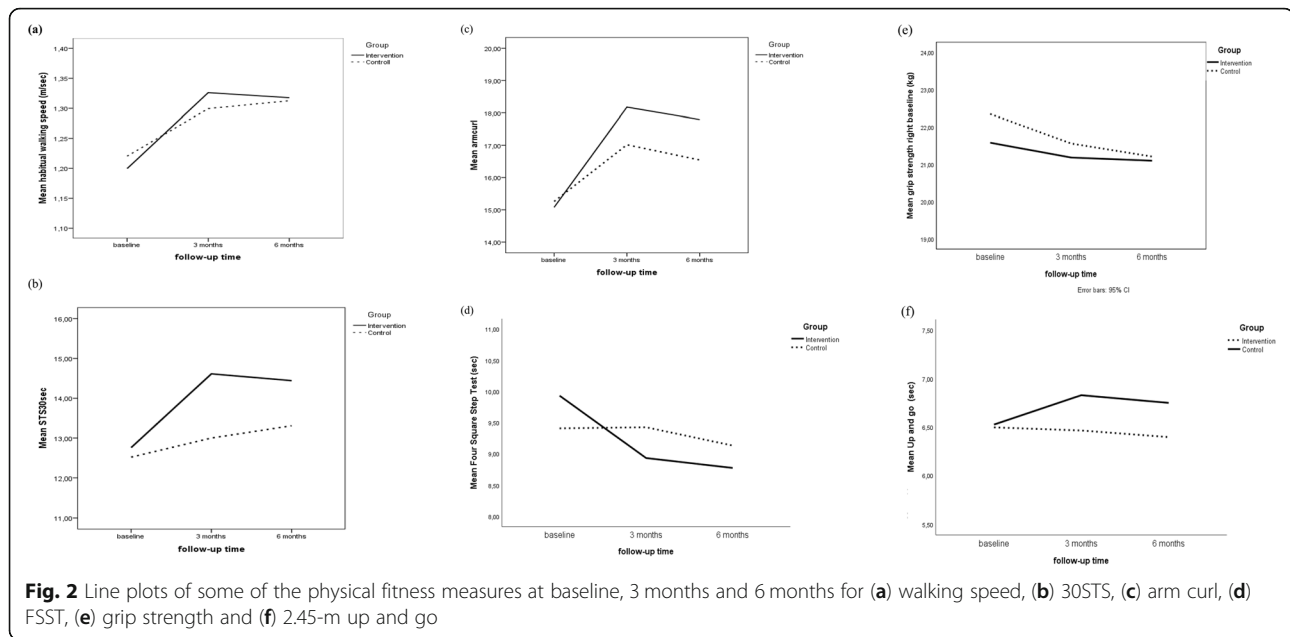 (a)
Mean habitual walking speed (m/sec)
1,40
1,35
1,30
1,25
1,20
1,15
1,10
baseline
3 months
6 months
follow-up time
Group
Intervention
Controll
(c)
Mean armcurl
20,00
19,00
18,00
17,00
16,00
15,00
14,00
baseline
3 months
6 months
follow-up time
Group
Intervention
Control
(e)
Mean grip strength right baseline (kg)
24,00
23,00
22,00
21,00
20,00
19,00
baseline
3 months
6 months
follow-up time
Error bars: 95% CI
Group
Intervention
Control
(b)
Mean STS30sec
16,00
15,00
14,00
13,00
12,00
11,00
baseline
3 months
6 months
follow-up time
Group
Intervention
Control
(d)
Mean Four Square Step Test (sec)
11,00
10,50
10,00
9,50
9,00
8,50
8,00
baseline
3 months
6 months
follow-up time
Group
Intervention
Control
(f)
Mean Up and go (sec)
7,50
7,00
6,50
6,00
5,50
baseline
3 months
6 months
follow-up time
Group
Intervention
Control
Fig. 2 Line plots of some of the physical fitness measures at baseline, 3 months and 6 months for (a) walking speed, (b) 30STS, (c) arm curl, (d)
FSST, (e) grip strength and (f) 2.45-m up and go